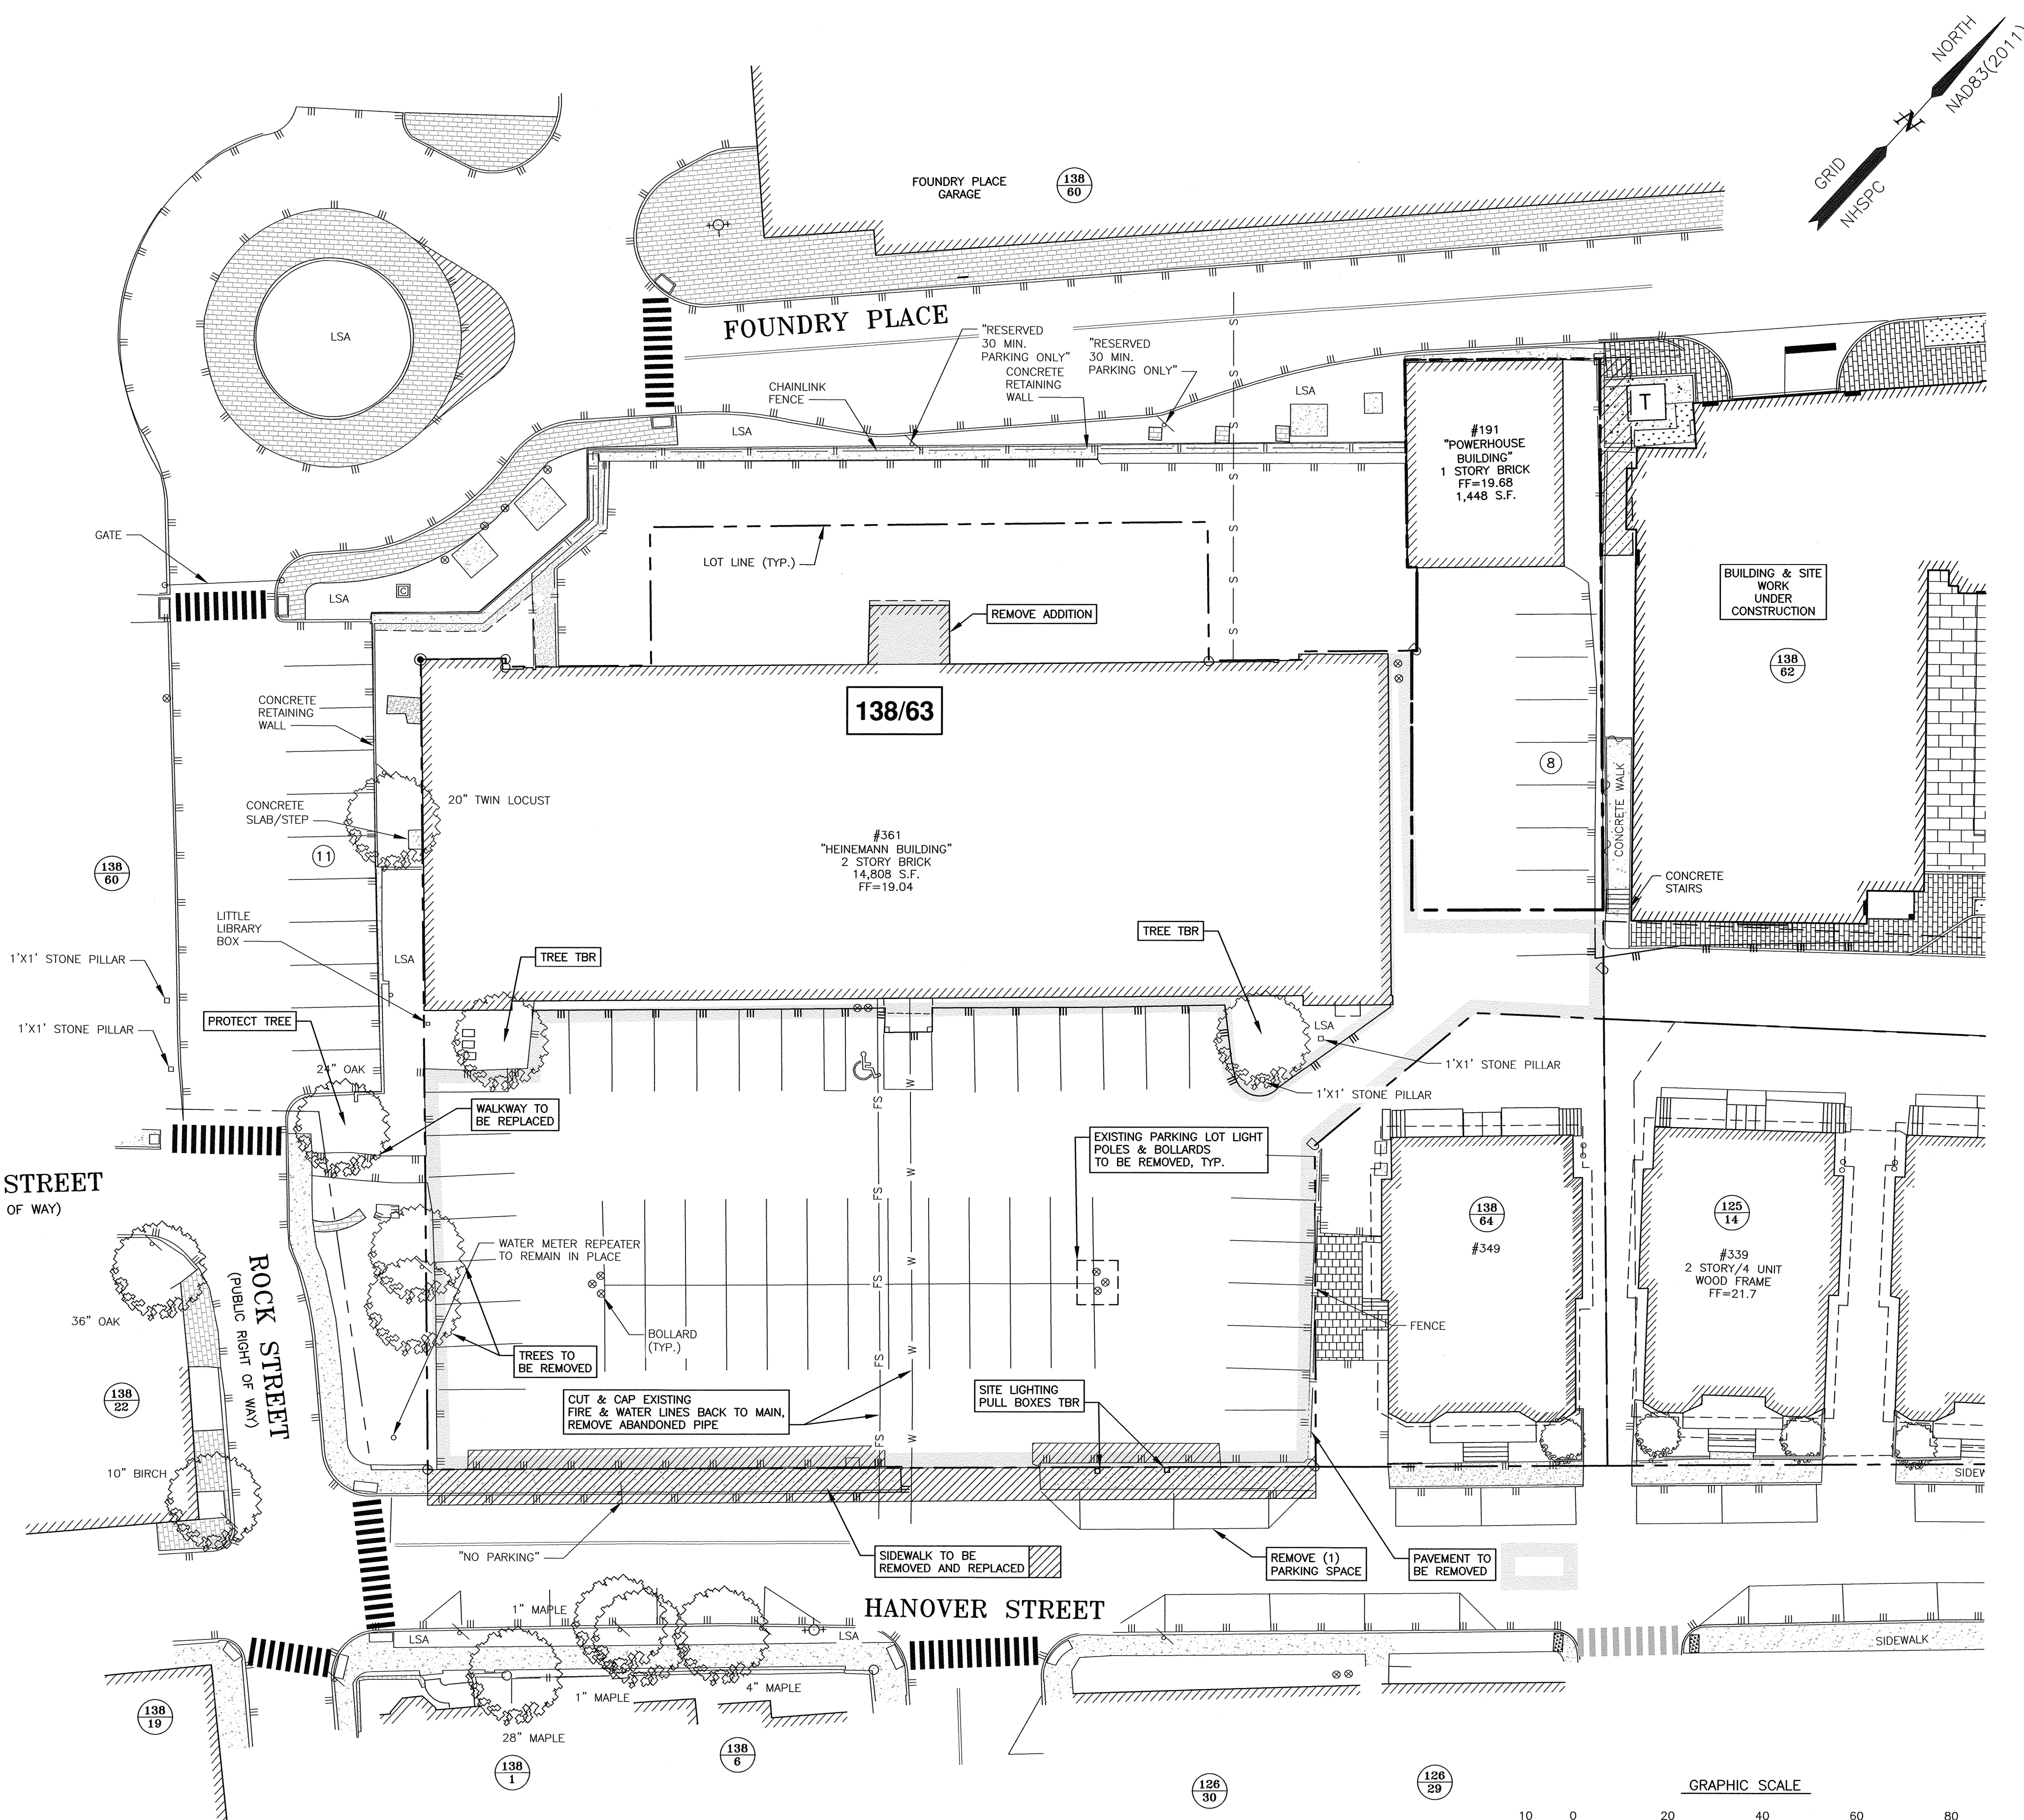 NORTH
NAD83(2011)
N
GRID
NHSPC
FOUNDRY PLACE
GARAGE
138
60
LSA
FOUNDRY PLACE
"RESERVED
30 MIN.
PARKING ONLY"
"RESERVED
30 MIN.
PARKING ONLY"
CONCRETE
RETAINING
WALL
CHAINLINK
FENCE
LSA
LSA
S
S
S
S
S
S
S
T
#191
"POWERHOUSE
BUILDING"
1 STORY BRICK
FF=19.68
1,448 S.F.
GATE
LOT LINE (TYP.)
C
LSA
REMOVE ADDITION
BUILDING & SITE
WORK
UNDER
CONSTRUCTION
138
62
138/63
CONCRETE
RETAINING
WALL
8
CONCRETE WALK
20" TWIN LOCUST
CONCRETE
SLAB/STEP
#361
"HEINEMANN BUILDING"
2 STORY BRICK
14,808 S.F.
FF=19.04
11
138
60
CONCRETE
STAIRS
LITTLE
LIBRARY
BOX
LSA
TREE TBR
TREE TBR
1'X1' STONE PILLAR
1'X1' STONE PILLAR
PROTECT TREE
LSA
24" OAK
1'X1' STONE PILLAR
1'X1' STONE PILLAR
WALKWAY TO
BE REPLACED
FS
W
EXISTING PARKING LOT LIGHT
POLES & BOLLARDS
TO BE REMOVED, TYP.
FS
W
STREET
OF WAY)
138
64
#349
125
14
#339
2 STORY/4 UNIT
WOOD FRAME
FF=21.7
WATER METER REPEATER
TO REMAIN IN PLACE
FS
W
ROCK STREET
(PUBLIC RIGHT OF WAY)
36" OAK
BOLLARD
(TYP.)
FENCE
FS
W
TREES TO
BE REMOVED
138
22
CUT & CAP EXISTING
FIRE & WATER LINES BACK TO MAIN,
REMOVE ABANDONED PIPE
SITE LIGHTING
PULL BOXES TBR
FS
W
10" BIRCH
SIDEW
"NO PARKING"
SIDEWALK TO BE
REMOVED AND REPLACED
REMOVE (1)
PARKING SPACE
PAVEMENT TO
BE REMOVED
HANOVER STREET
1" MAPLE
LSA
LSA
SIDEWALK
1" MAPLE
4" MAPLE
28" MAPLE
138
19
138
1
138
6
126
30
126
29
GRAPHIC SCALE
10 0 20 40 60 80